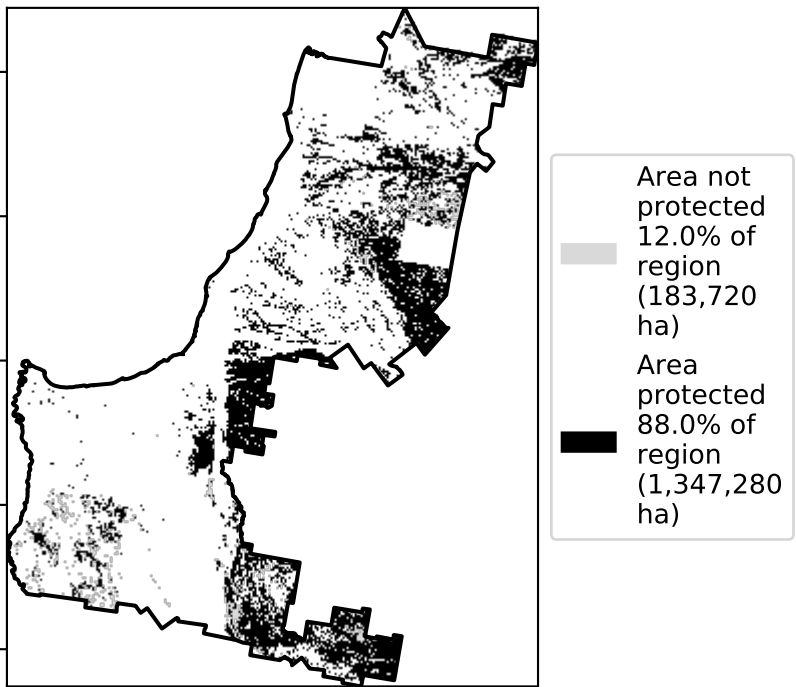 Area not
protected
12.0% of
region
(183,720
ha)
Area
protected
88.0% of
region
(1,347,280
ha)